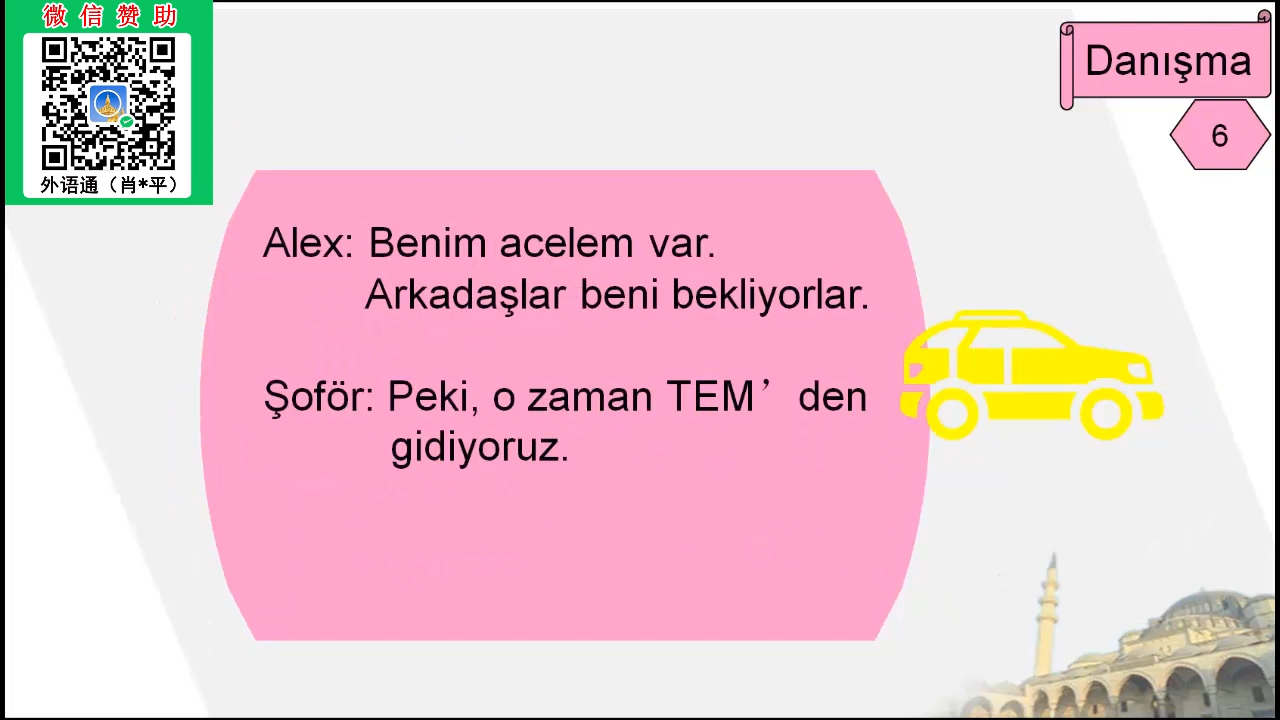 微信赞助
外语通（肖*平）
Danışma
6
Alex: Benim acelem var.
Arkadaşlar beni bekliyorlar.
Şoför: Peki, o zaman TEM’den
gidiyoruz.